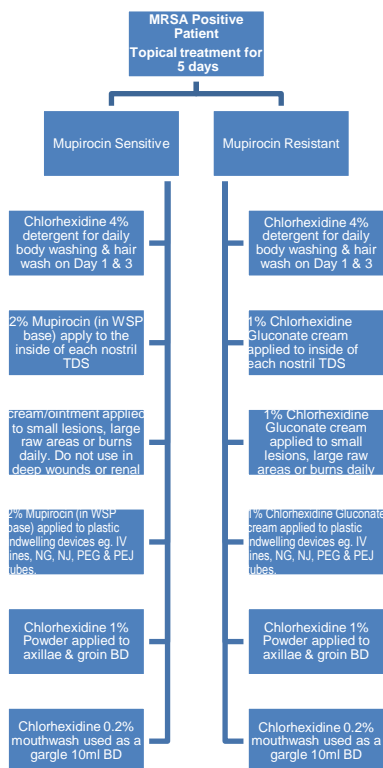 MRSA Positive
Patient
Topical treatment for
5 days
Mupirocin Sensitive
Mupirocin Resistant
Chlorhexidine 4%
detergent for daily
body washing & hair
wash on Day 1 & 3
Chlorhexidine 4%
detergent for daily
body washing & hair
wash on Day 1 & 3
2% Mupirocin (in WSP
base) apply to the
inside of each nostril
TDS
1% Chlorhexidine
Gluconate cream
applied to inside of
each nostril TDS
cream/ointment applied
to small lesions, large
raw areas or burns
daily. Do not use in
deep wounds or renal
1% Chlorhexidine
Gluconate cream
applied to small
lesions, large raw
areas or burns daily
2% Mupirocin (in WSP
base) applied to plastic
indwelling devices eg. IV
lines, NG, NJ, PEG & PEJ
tubes.
1% Chlorhexidine Gluconate
cream applied to plastic
indwelling devices eg. IV
lines, NG, NJ, PEG & PEJ
tubes.
Chlorhexidine 1%
Powder applied to
axillae & groin BD
Chlorhexidine 1%
Powder applied to
axillae & groin BD
Chlorhexidine 0.2%
mouthwash used as a
gargle 10ml BD
Chlorhexidine 0.2%
mouthwash used as a
gargle 10ml BD